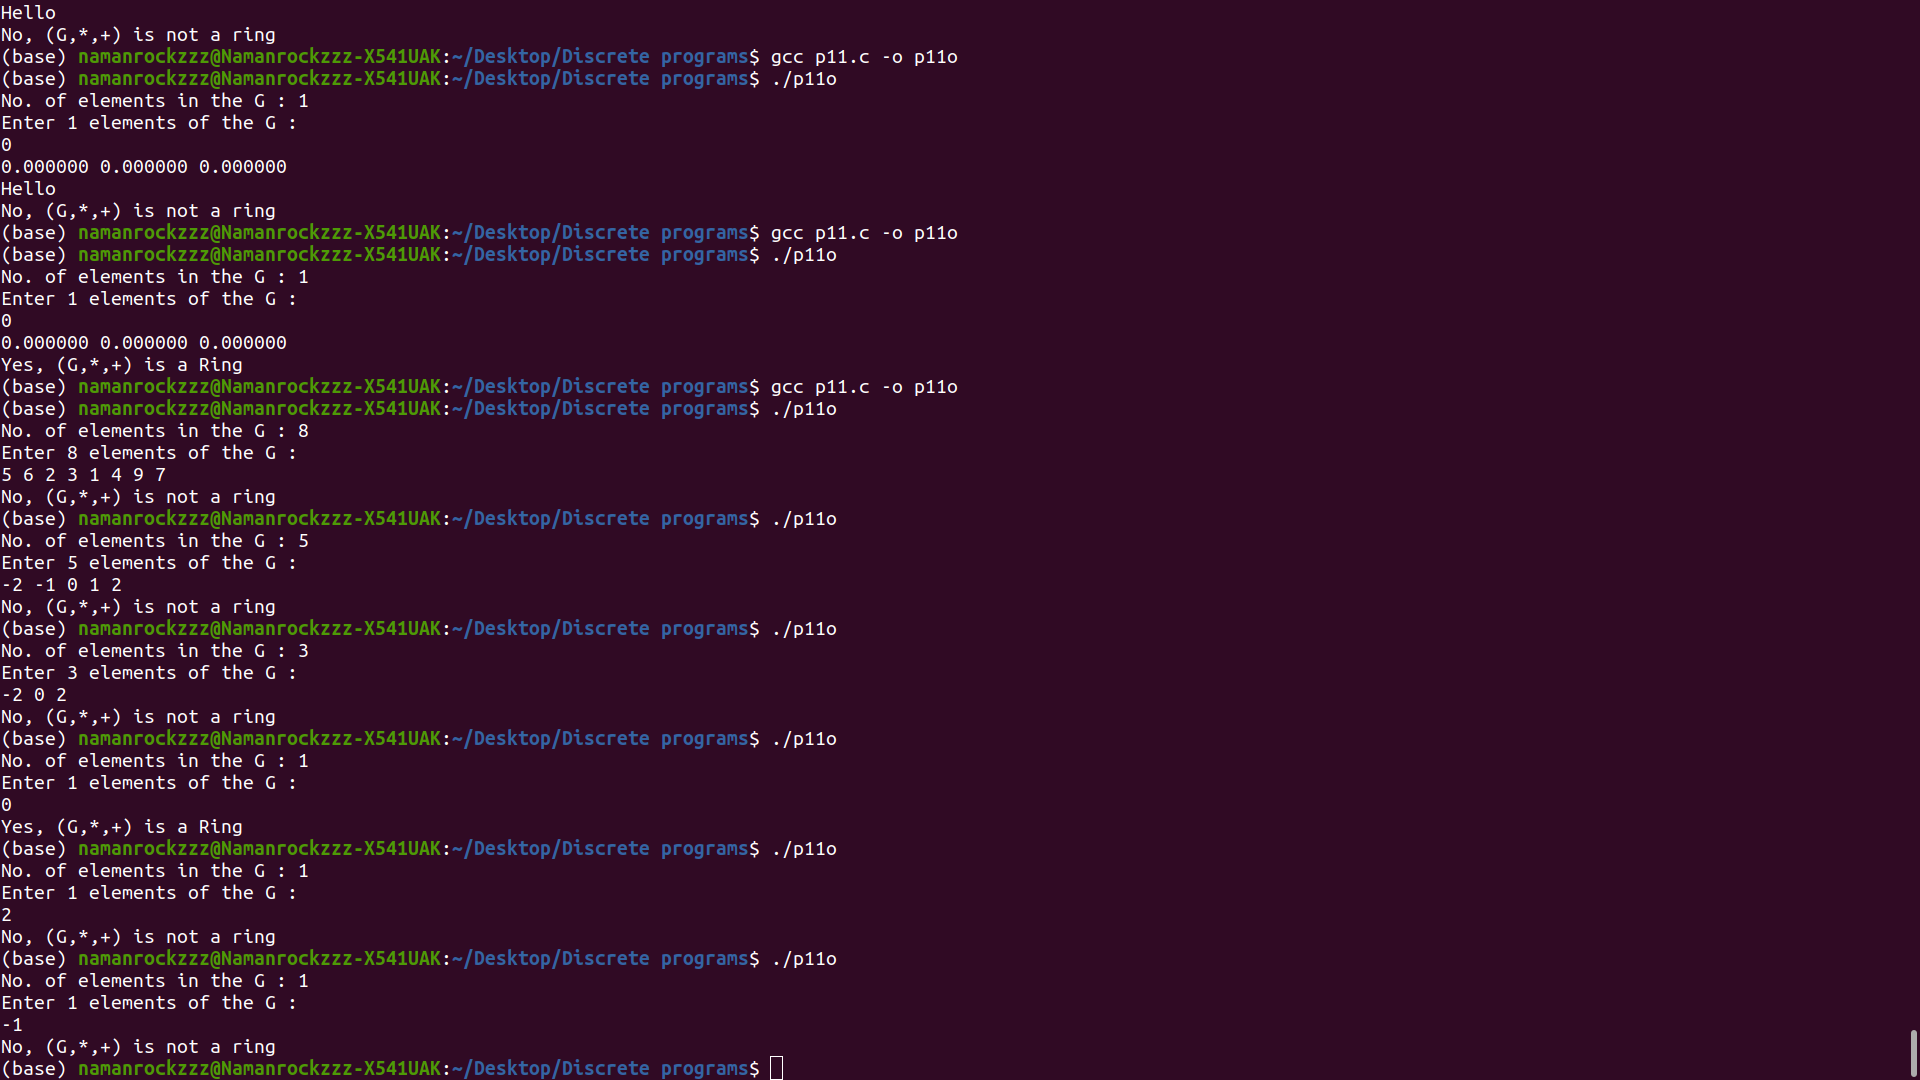 Hello
No, (G,*,+) is not a ring
(base) namanrockzzz@Namanrockzzz-X541UAK:~/Desktop/Discrete programs$ gcc p11.c -o p11o
(base) namanrockzzz@Namanrockzzz-X541UAK:~/Desktop/Discrete programs$ ./p11o
No. of elements in the G : 1
Enter 1 elements of the G :
0
0.000000 0.000000 0.000000
Hello
No, (G,*,+) is not a ring
(base) namanrockzzz@Namanrockzzz-X541UAK:~/Desktop/Discrete programs$ gcc p11.c -o p11o
(base) namanrockzzz@Namanrockzzz-X541UAK:~/Desktop/Discrete programs$ ./p11o
No. of elements in the G : 1
Enter 1 elements of the G :
0
0.000000 0.000000 0.000000
Yes, (G,*,+) is a Ring
(base) namanrockzzz@Namanrockzzz-X541UAK:~/Desktop/Discrete programs$ gcc p11.c -o p11o
(base) namanrockzzz@Namanrockzzz-X541UAK:~/Desktop/Discrete programs$ ./p11o
No. of elements in the G : 8
Enter 8 elements of the G :
5 6 2 3 1 4 9 7
No, (G,*,+) is not a ring
(base) namanrockzzz@Namanrockzzz-X541UAK:~/Desktop/Discrete programs$ ./p11o
No. of elements in the G : 5
Enter 5 elements of the G :
-2 -1 0 1 2
No, (G,*,+) is not a ring
(base) namanrockzzz@Namanrockzzz-X541UAK:~/Desktop/Discrete programs$ ./p11o
No. of elements in the G : 3
Enter 3 elements of the G :
-2 0 2
No, (G,*,+) is not a ring
(base) namanrockzzz@Namanrockzzz-X541UAK:~/Desktop/Discrete programs$ ./p11o
No. of elements in the G : 1
Enter 1 elements of the G :
0
Yes, (G,*,+) is a Ring
(base) namanrockzzz@Namanrockzzz-X541UAK:~/Desktop/Discrete programs$ ./p11o
No. of elements in the G : 1
Enter 1 elements of the G :
2
No, (G,*,+) is not a ring
(base) namanrockzzz@Namanrockzzz-X541UAK:~/Desktop/Discrete programs$ ./p11o
No. of elements in the G : 1
Enter 1 elements of the G :
-1
No, (G,*,+) is not a ring
(base) namanrockzzz@Namanrockzzz-X541UAK:~/Desktop/Discrete programs$